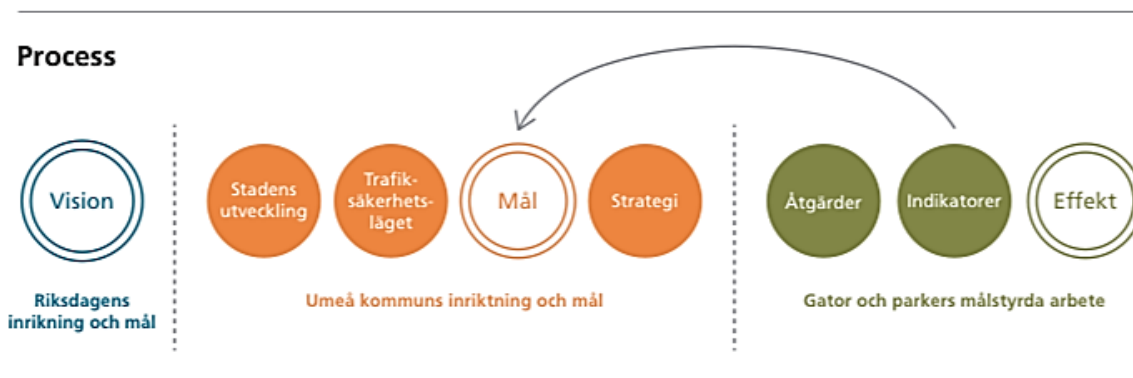 Process
Vision
Stadens
utveckling
Trafik-
säkerhets-
läget
Mål
Strategi
Åtgärder
Indikatorer
Effekt
Riksdagens
inrikning och mål
Umeå kommuns inriktning och mål
Gator och parkers målstyrda arbete